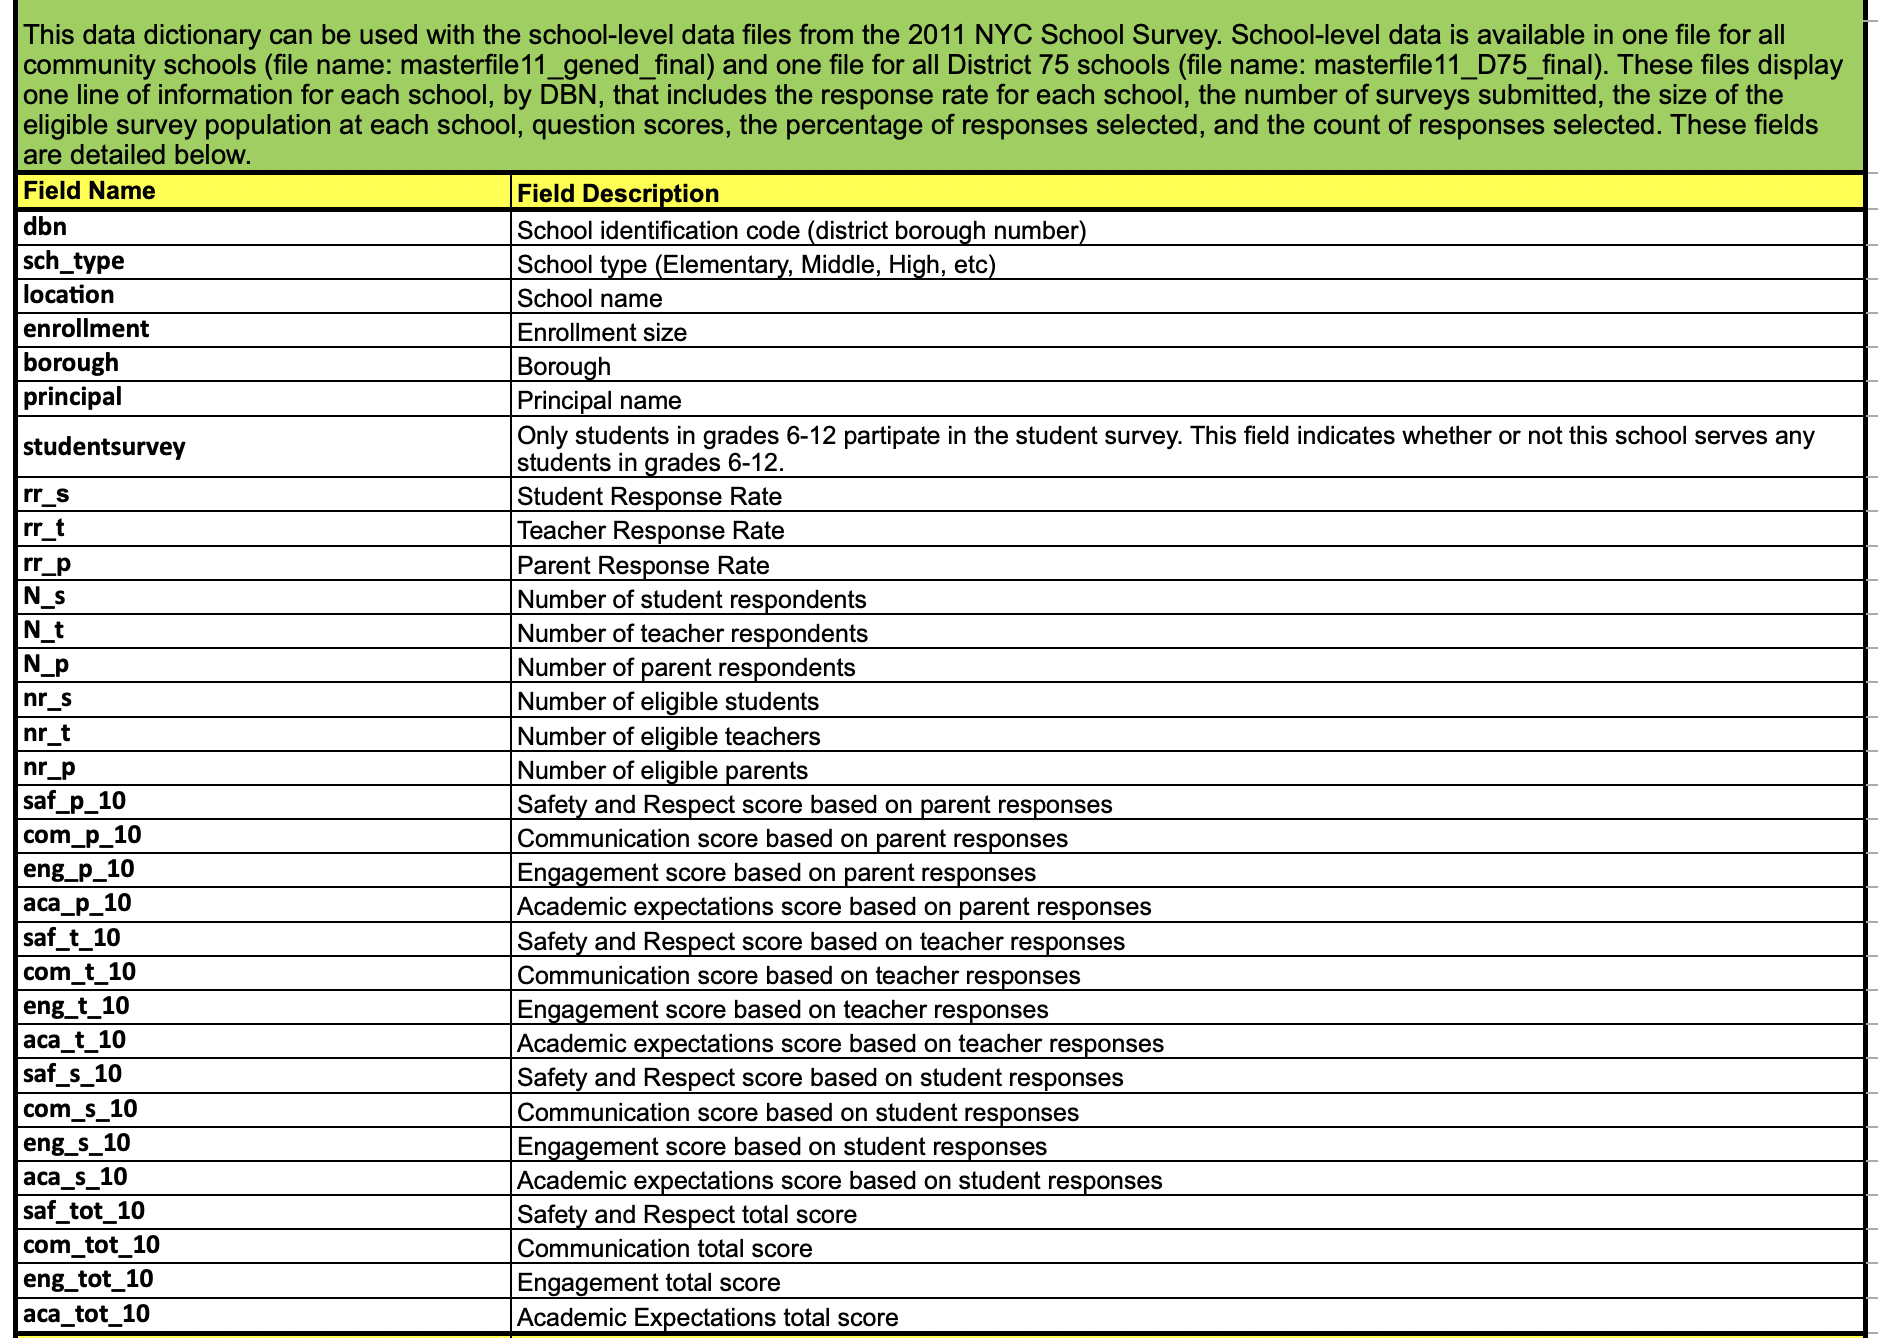 This data dictionary can be used with the school-level data files from the 2011 NYC School Survey. School-level data is available in one file for all
community schools (file name: masterfile11_gened_final) and one file for all District 75 schools (file name: masterfile11_D75_final). These files display
one line of information for each school, by DBN, that includes the response rate for each school, the number of surveys submitted, the size of the
eligible survey population at each school, question scores, the percentage of responses selected, and the count of responses selected. These fields
are detailed below.
Field Name Field Description
dbn School identification code (district borough number)
sch_type School type (Elementary, Middle, High, etc)
location School name
enrollment Enrollment size
borough Borough
principal Principal name
studentsurvey Only students in grades 6-12 partipate in the student survey. This field indicates whether or not this school serves any
students in grades 6-12.
rr_s Student Response Rate
rr_t Teacher Response Rate
rr_p Parent Response Rate
N_s Number of student respondents
N_t Number of teacher respondents
N_p Number of parent respondents
nr_s Number of eligible students
nr_t Number of eligible teachers
nr_p Number of eligible parents
saf_p_10 Safety and Respect score based on parent responses
com_p_10 Communication score based on parent responses
eng_p_10 Engagement score based on parent responses
aca_p_10 Academic expectations score based on parent responses
saf_t_10 Safety and Respect score based on teacher responses
com_t_10 Communication score based on teacher responses
eng_t_10 Engagement score based on teacher responses
aca_t_10 Academic expectations score based on teacher responses
saf_s_10 Safety and Respect score based on student responses
com_s_10 Communication score based on student responses
eng_s_10 Engagement score based on student responses
aca_s_10 Academic expectations score based on student responses
saf_tot_10 Safety and Respect total score
com_tot_10 Communication total score
eng_tot_10 Engagement total score
aca_tot_10 Academic Expectations total score